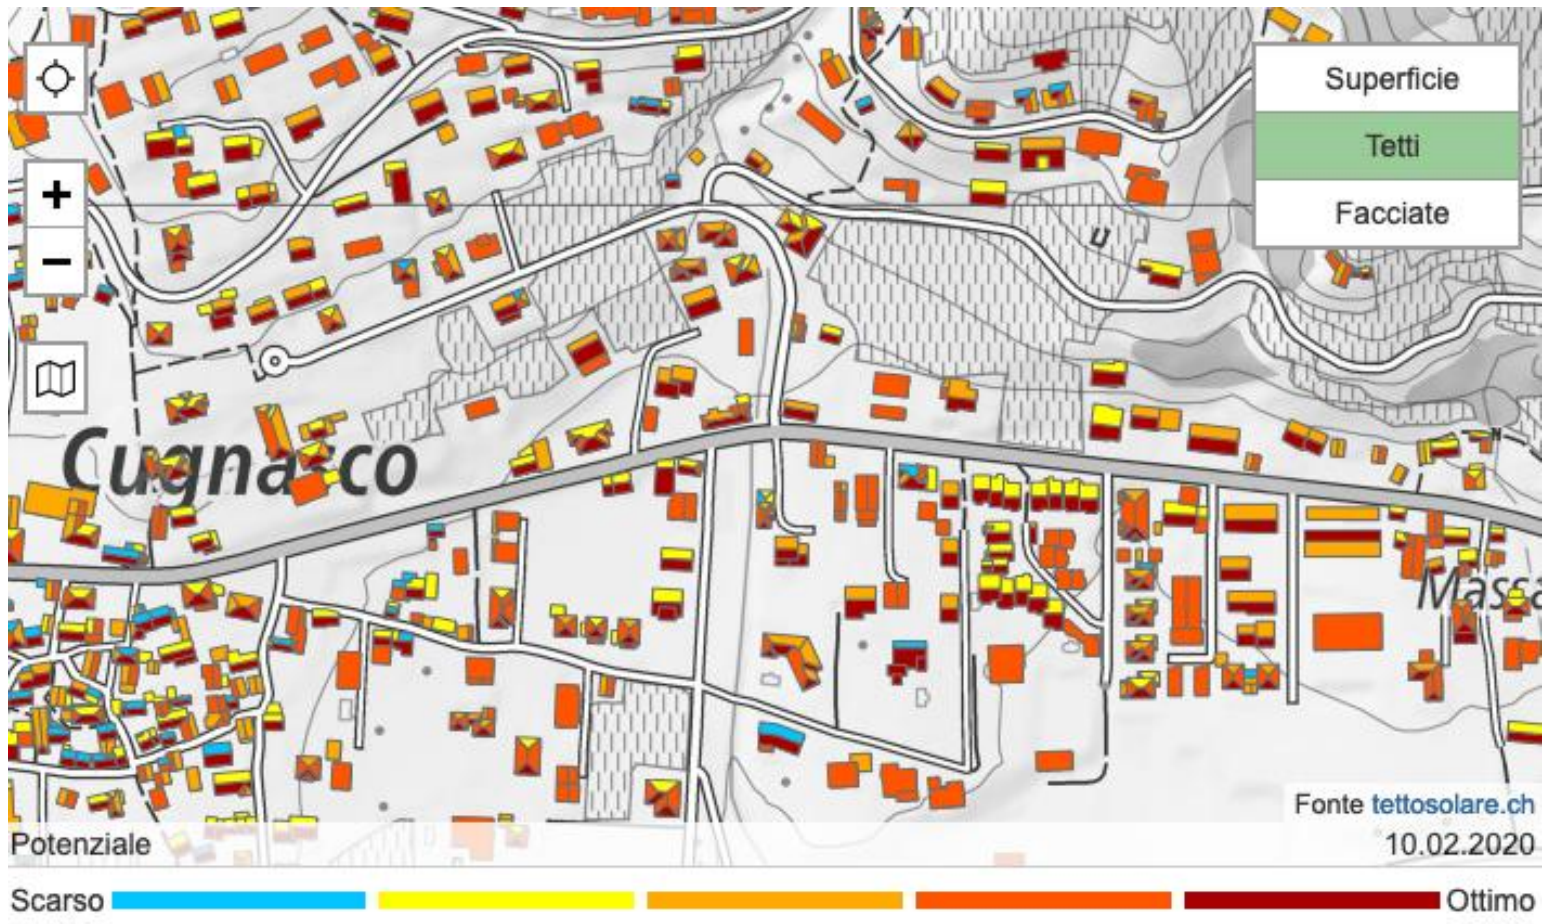 Superficie
Tetti
Facciate
+
−
Cugnasco
Massa
Fonte tettosolare.ch
Potenziale
10.02.2020
Scarso
Ottimo